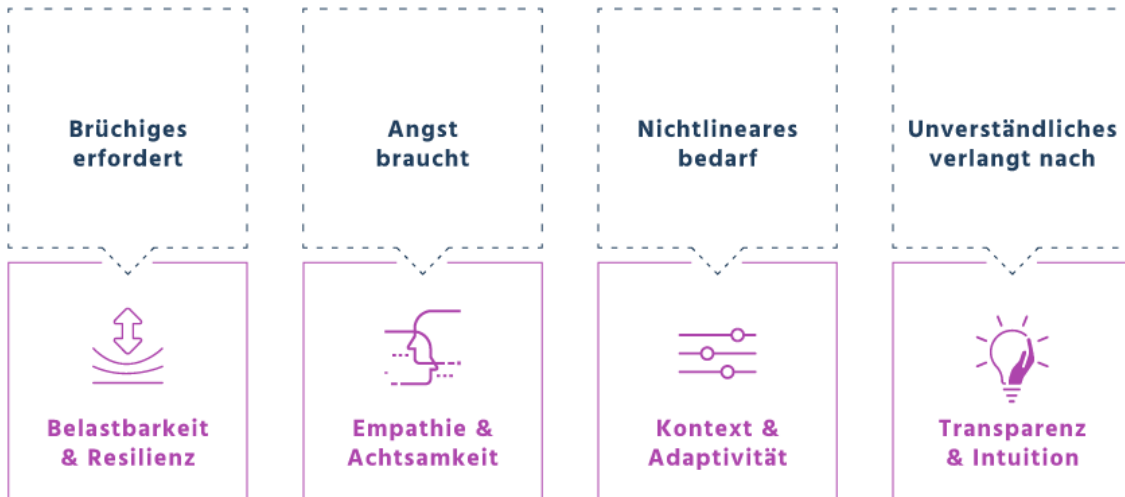 Brüchiges
erfordert
Angst
braucht
Nichtlineares
bedarf
Unverständliches
verlangt nach
Belastbarkeit
& Resilienz
Empathie &
Achtsamkeit
Kontext &
Adaptivität
Transparenz
& Intuition